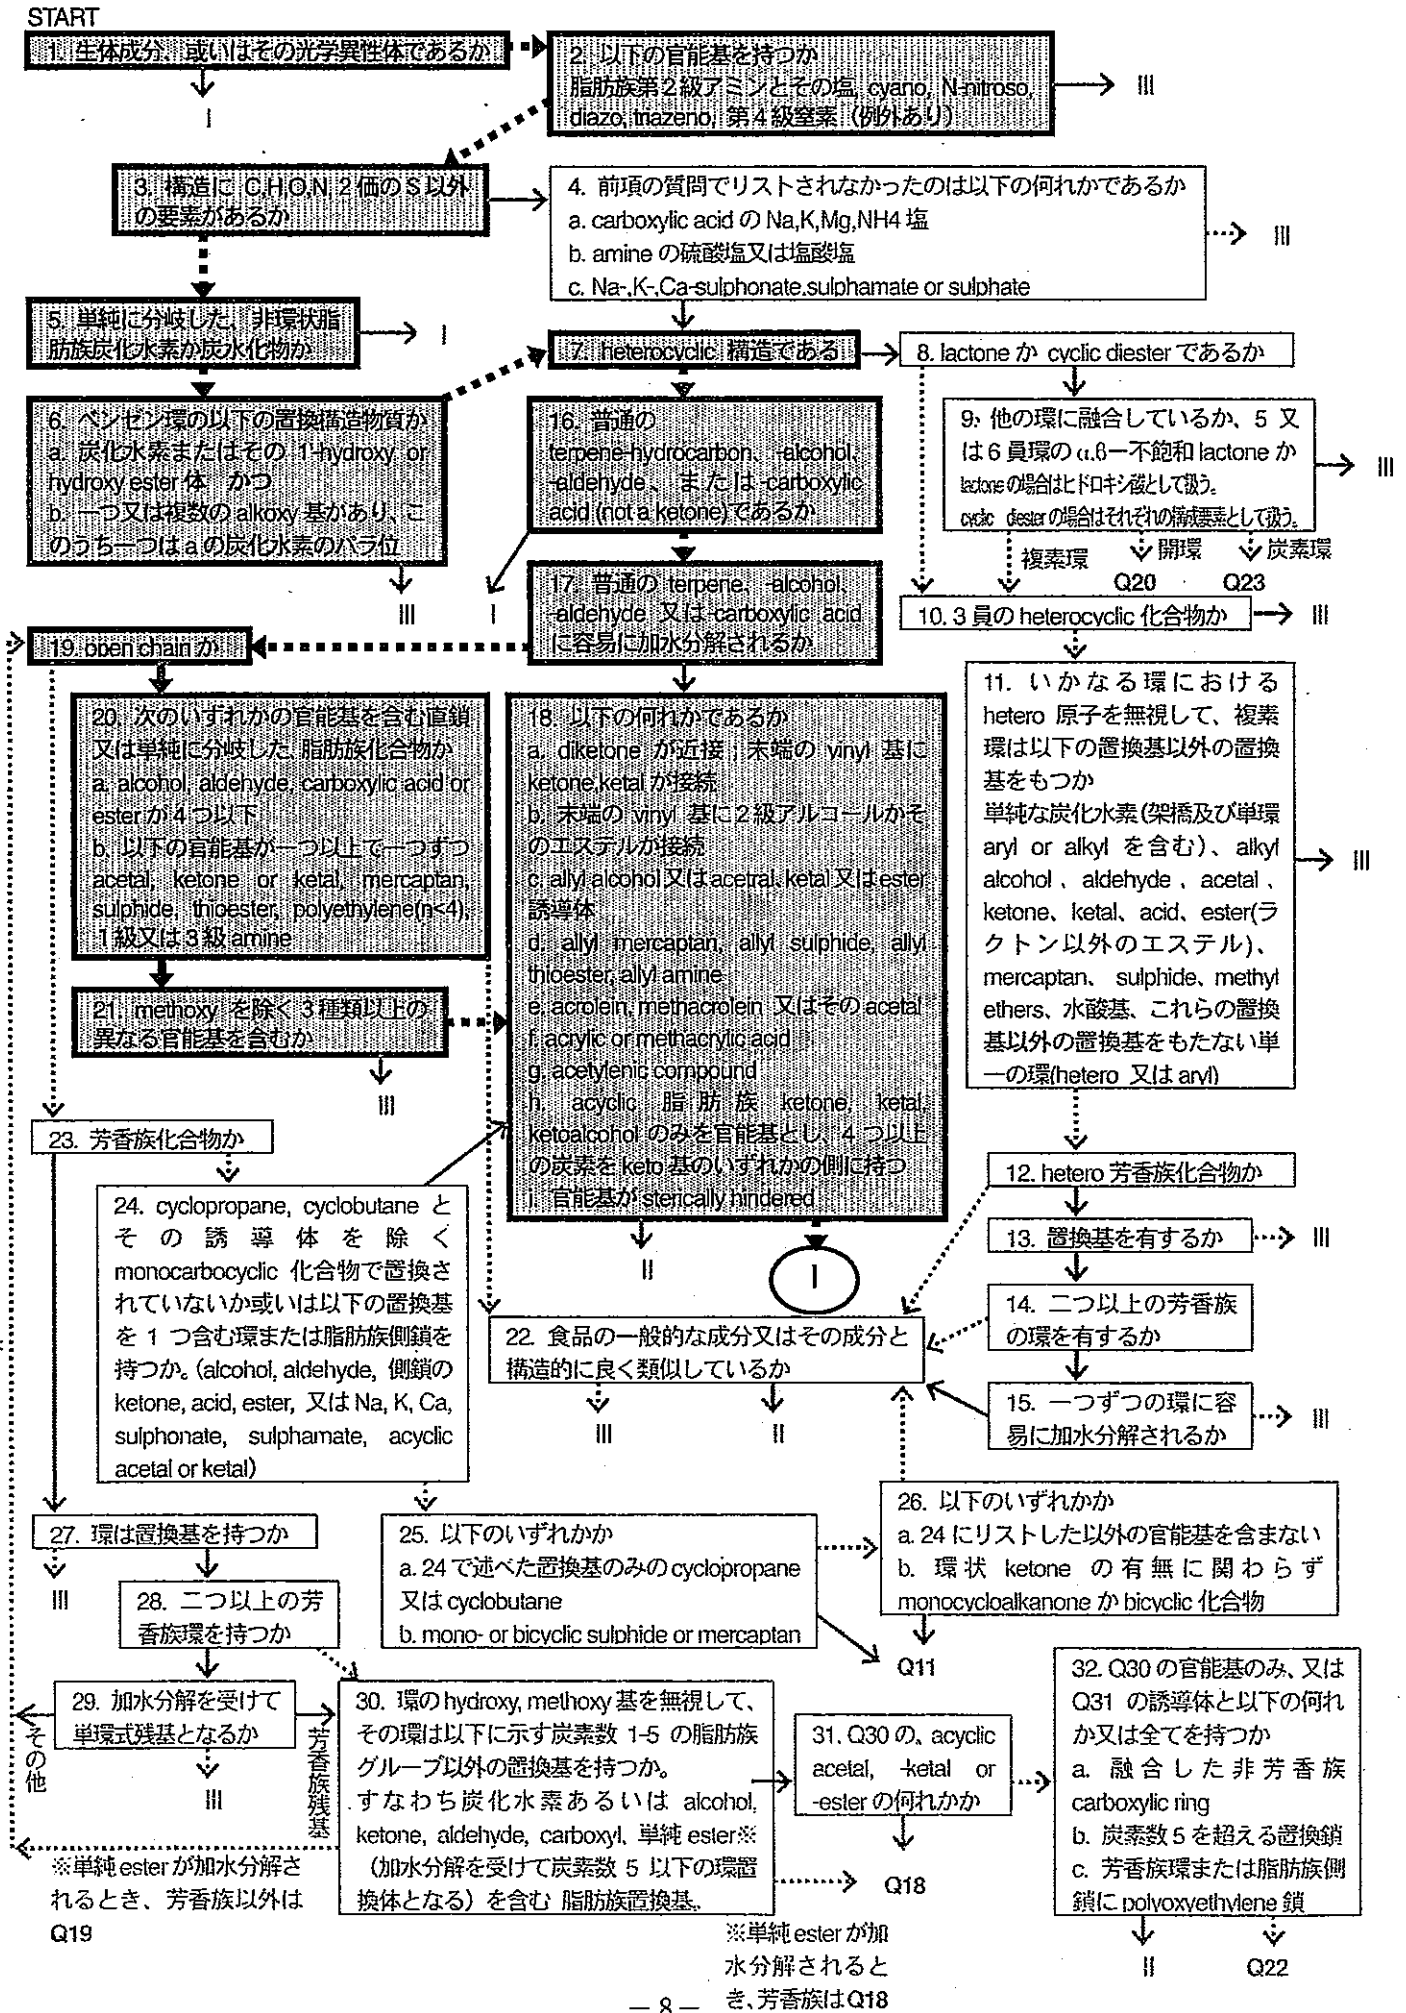 START
1. 生体成分、或いはその光学異性体であるか
I
2. 以下の官能基を持つか
脂肪族第2級アミンとその塩, cyano, N-nitroso,
diazo, triazeno, 第4級窒素（例外あり）
III
3. 構造に C,H,O,N, 2価のS以外
の要素があるか
4. 前項の質問でリストされなかったのは以下の何れかであるか
a. carboxylic acid の Na,K,Mg,NH4 塩
b. amine の硫酸塩又は塩酸塩
c. Na-,K-,Ca-sulphonate,sulphamate or sulphate
III
5. 単純に分岐した、非環状脂
肪族炭化水素か炭水化物か
I
6. ベンゼン環の以下の置換構造物質か
a. 炭化水素またはその 1'-hydroxy or
hydroxy ester 体 かつ
b. 一つ又は複数の alkoxy 基があり、こ
のうち一つは a の炭化水素のパラ位
III
7. heterocyclic 構造である
8. lactone か cyclic diester であるか
9. 他の環に融合しているか、5 又
は6 員環の α,β－不飽和 lactone か
lactone の場合はヒドロキシ酸として扱う。
cyclic diester の場合はそれぞれの構成要素として扱う。
III
複素環
開環
炭素環
Q20
Q23
10. 3 員の heterocyclic 化合物か
III
16. 普通の
terpene-hydrocarbon、-alcohol、
-aldehyde、または-carboxylic
acid (not a ketone)であるか
I
17. 普通の terpene、-alcohol、
-aldehyde 又は-carboxylic acid
に容易に加水分解されるか
19. open chain か
20. 次のいずれかの官能基を含む直鎖
又は単純に分岐した、脂肪族化合物か
a. alcohol, aldehyde, carboxylic acid or
ester が 4 つ以下
b. 以下の官能基が一つ以上で一つずつ
acetal, ketone or ketal, mercaptan,
sulphide, thioester, polyethylene(n<4),
1 級又は 3 級 amine
21. methoxy を除く 3 種類以上の
異なる官能基を含むか
III
18. 以下の何れかであるか
a. diketone が近接；末端の vinyl 基に
ketone,ketal が接続
b. 末端の vinyl 基に 2 級アルコールかそ
のエステルが接続
c. allyl alcohol 又は acetral, ketal 又は ester
誘導体
d. allyl mercaptan, allyl sulphide, allyl
thioester, allyl amine
e. acrolein, methacrolein 又はその acetal
f. acrylic or methacrylic acid
g. acetylenic compound
h. acyclic 脂肪族 ketone, ketal,
ketoalcohol のみを官能基とし、4 つ以上
の炭素を keto 基のいずれかの側に持つ
i. 官能基が sterically hindered
II
I
11. いかなる環における
hetero 原子を無視して、複素
環は以下の置換基以外の置換
基をもつか
単純な炭化水素(架橋及び単環
aryl or alkyl を含む)、alkyl
alcohol , aldehyde , acetal ,
ketone、ketal、acid、ester(ラ
クトン以外のエステル)、
mercaptan、 sulphide、methyl
ethers、水酸基、これらの置換
基以外の置換基をもたない単
一の環(hetero 又は aryl)
III
12. hetero 芳香族化合物か
13. 置換基を有するか
III
14. 二つ以上の芳香族
の環を有するか
15. 一つずつの環に容
易に加水分解されるか
III
22. 食品の一般的な成分又はその成分と
構造的に良く類似しているか
III
II
23. 芳香族化合物か
24. cyclopropane, cyclobutane と
その誘導体を除く
monocarbocyclic 化合物で置換さ
れていないか或いは以下の置換基
を 1 つ含む環または脂肪族側鎖を
持つか。(alcohol, aldehyde, 側鎖の
ketone, acid, ester, 又は Na, K, Ca,
sulphonate, sulphamate, acyclic
acetal or ketal)
25. 以下のいずれかか
a. 24 で述べた置換基のみの cyclopropane
又は cyclobutane
b. mono- or bicyclic sulphide or mercaptan
Q11
26. 以下のいずれかか
a. 24 にリストした以外の官能基を含まない
b. 環状 ketone の有無に関わらず
monocycloalkanone か bicyclic 化合物
27. 環は置換基を持つか
III
28. 二つ以上の芳
香族環を持つか
29. 加水分解を受けて
単環式残基となるか
その他
III
芳香族残基
30. 環の hydroxy, methoxy 基を無視して、
その環は以下に示す炭素数 1-5 の脂肪族
グループ以外の置換基を持つか。
すなわち炭化水素あるいは alcohol,
ketone, aldehyde, carboxyl, 単純 ester※
（加水分解を受けて炭素数 5 以下の環置
換体となる）を含む 脂肪族置換基。
31. Q30 の、acyclic
acetal, -ketal or
-ester の何れかか
Q18
32. Q30 の官能基のみ、又は
Q31 の誘導体と以下の何れ
か又は全てを持つか
a. 融合した非芳香族
carboxylic ring
b. 炭素数 5 を超える置換鎖
c. 芳香族環または脂肪族側
鎖に polyoxyethylene 鎖
II
Q22
※単純 ester が加水分解さ
れるとき、芳香族以外は
Q19
※単純 ester が加
水分解されると
き、芳香族は Q18
— 8 —